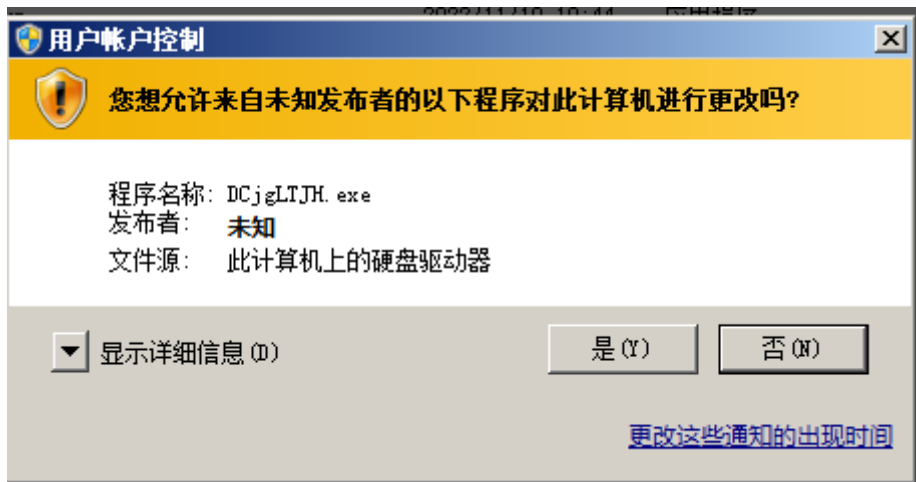 用户帐户控制
您想允许来自未知发布者的以下程序对此计算机进行更改吗?
程序名称: DCjgLTJH.exe
发布者: 未知
文件源: 此计算机上的硬盘驱动器
显示详细信息(D)
是(Y)
否(N)
更改这些通知的出现时间